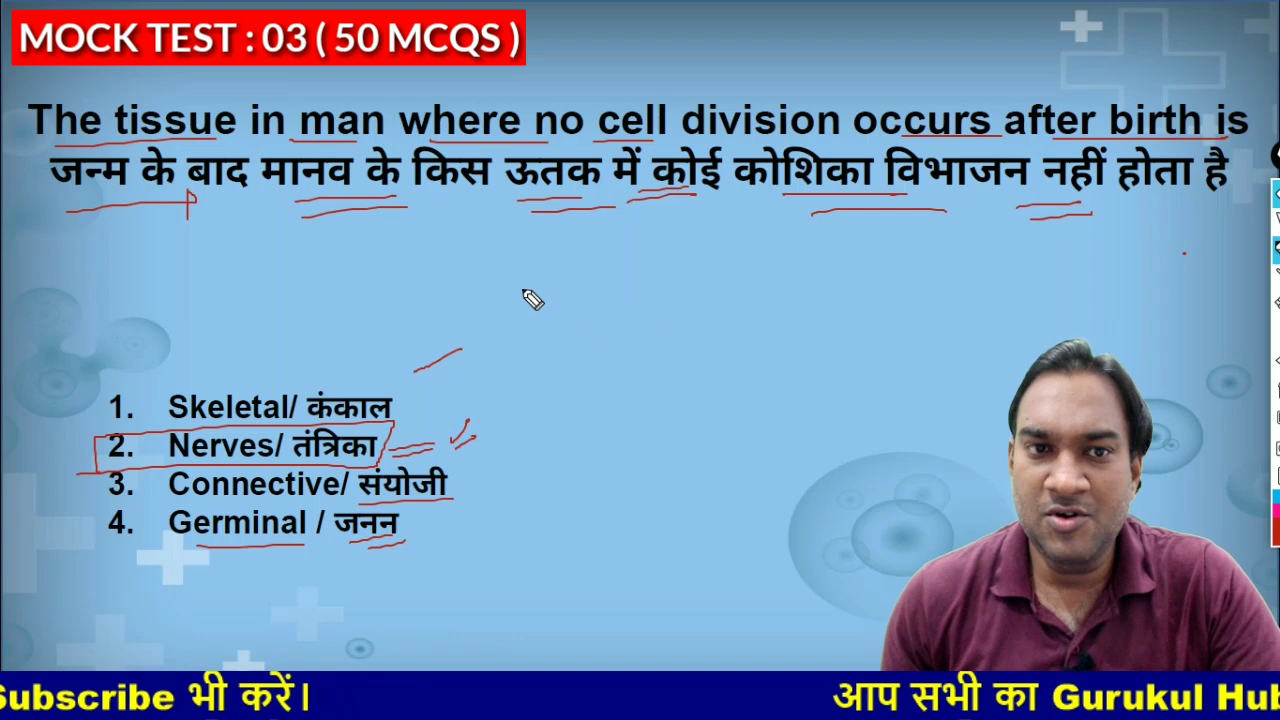 MOCK TEST : 03 ( 50 MCQS )
The tissue in man where no cell division occurs after birth is
जन्म के बाद मानव के किस ऊतक में कोई कोशिका विभाजन नहीं होता है
1. Skeletal/ कंकाल
2. Nerves/ तंत्रिका
3. Connective/ संयोजी
4. Germinal / जनन
Subscribe भी करें। आप सभी का Gurukul Hub